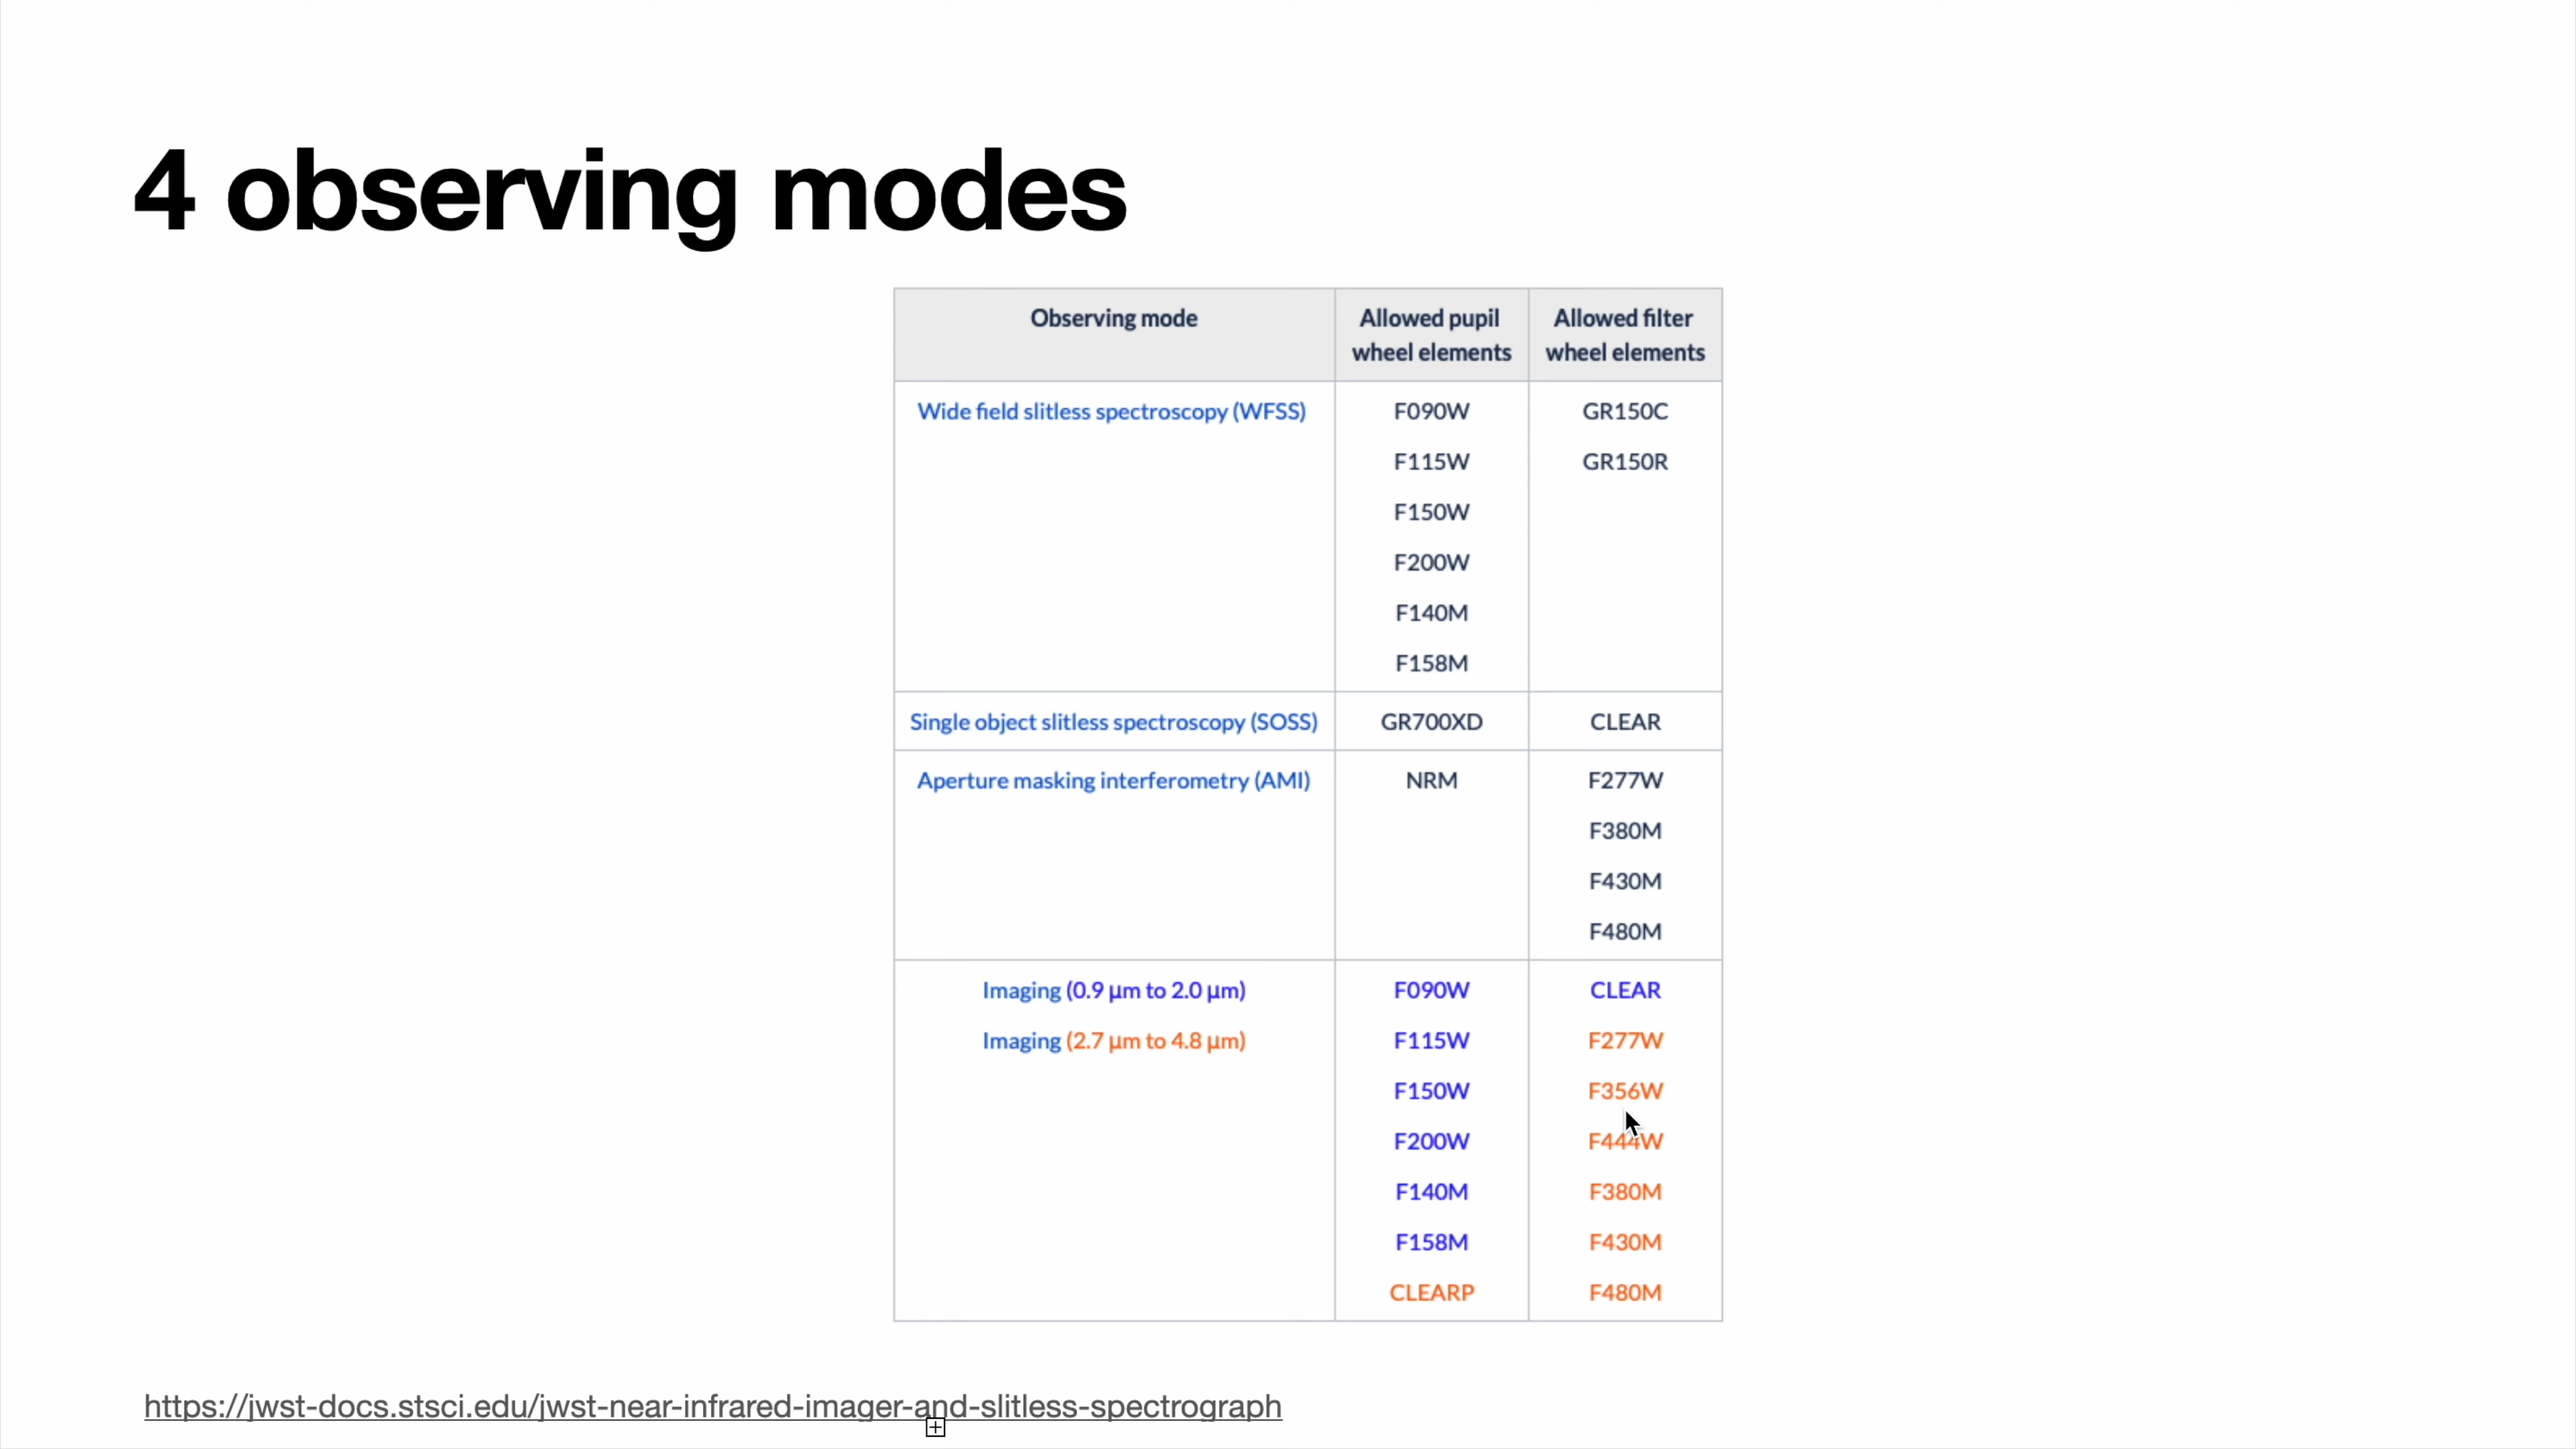 4 observing modes
Observing mode Allowed pupil wheel elements Allowed filter wheel elements
Wide field slitless spectroscopy (WFSS) F090W GR150C
F115W GR150R
F150W
F200W
F140M
F158M
Single object slitless spectroscopy (SOSS) GR700XD CLEAR
Aperture masking interferometry (AMI) NRM F277W
F380M
F430M
F480M
Imaging (0.9 µm to 2.0 µm) F090W CLEAR
Imaging (2.7 µm to 4.8 µm) F115W F277W
F150W F356W
F200W F444W
F140M F380M
F158M F430M
CLEARP F480M
https://jwst-docs.stsci.edu/jwst-near-infrared-imager-and-slitless-spectrograph